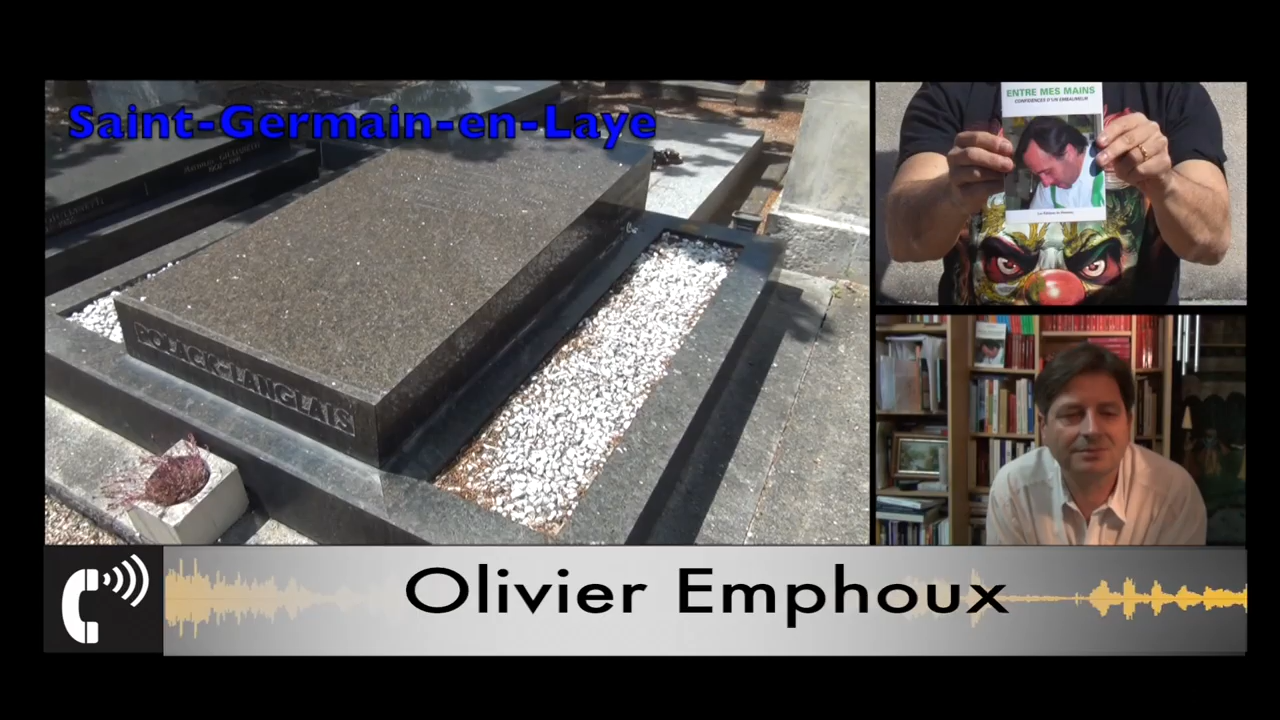 Saint-Germain-en-Laye
POLACK-LANGLAIS
ENTRE MES MAINS
CONFIDENCES D'UN EMBAUMEUR
Olivier Emphoux